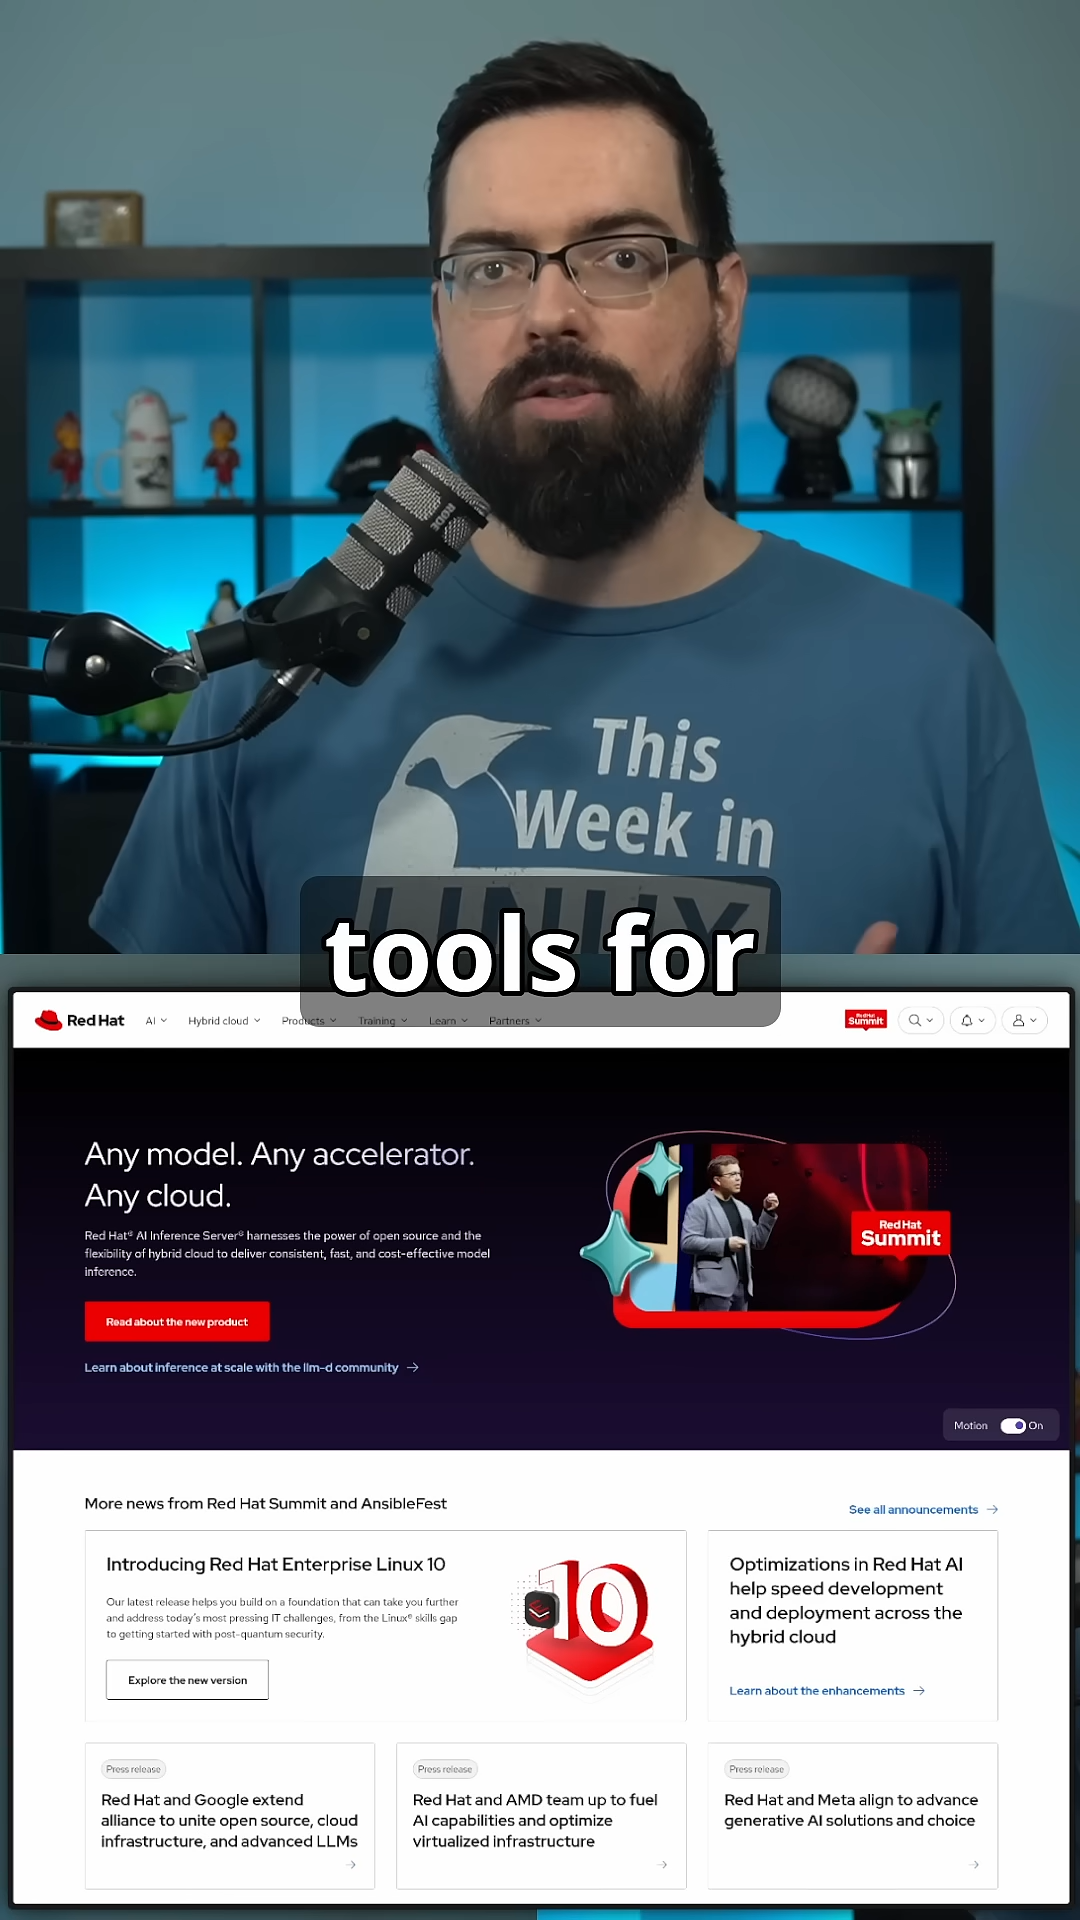 RODE
This
Week in
LINUX
tools for
Red Hat
AI
Hybrid cloud
Products
Training
Learn
Partners
Red Hat
Summit
Any model. Any accelerator.
Any cloud.
Red Hat® AI Inference Server® harnesses the power of open source and the
flexibility of hybrid cloud to deliver consistent, fast, and cost-effective model
inference.
Read about the new product
Learn about inference at scale with the llm-d community →
Red Hat
Summit
Motion
On
More news from Red Hat Summit and AnsibleFest
See all announcements →
Introducing Red Hat Enterprise Linux 10
Our latest release helps you build on a foundation that can take you further
and address today's most pressing IT challenges, from the Linux® skills gap
to getting started with post-quantum security.
Explore the new version
10
Optimizations in Red Hat AI
help speed development
and deployment across the
hybrid cloud
Learn about the enhancements →
Press release
Red Hat and Google extend
alliance to unite open source, cloud
infrastructure, and advanced LLMs
→
Press release
Red Hat and AMD team up to fuel
AI capabilities and optimize
virtualized infrastructure
→
Press release
Red Hat and Meta align to advance
generative AI solutions and choice
→